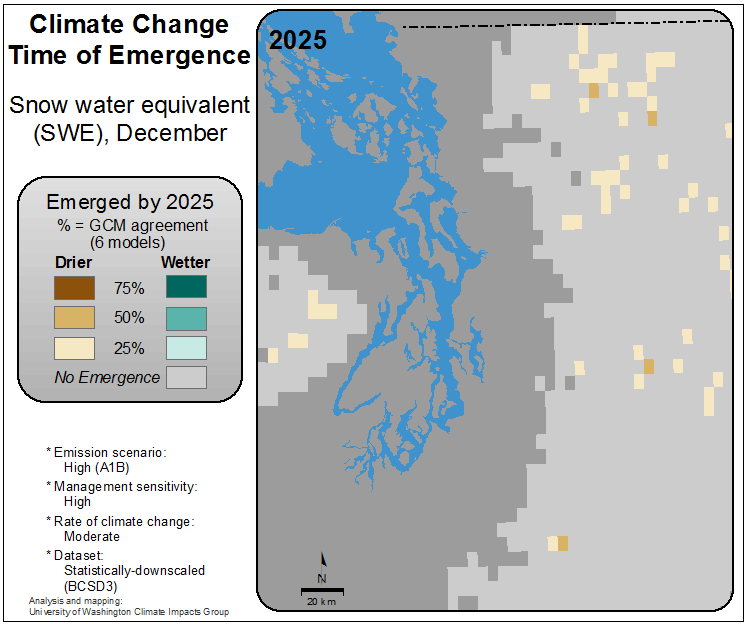 Climate Change
Time of Emergence
Snow water equivalent
(SWE), December
Emerged by 2025
% = GCM agreement
(6 models)
Drier Wetter
75%
50%
25%
No Emergence
* Emission scenario:
High (A1B)
* Management sensitivity:
High
* Rate of climate change:
Moderate
* Dataset:
Statistically-downscaled
(BCSD3)
Analysis and mapping:
University of Washington Climate Impacts Group
2025
N
20 km